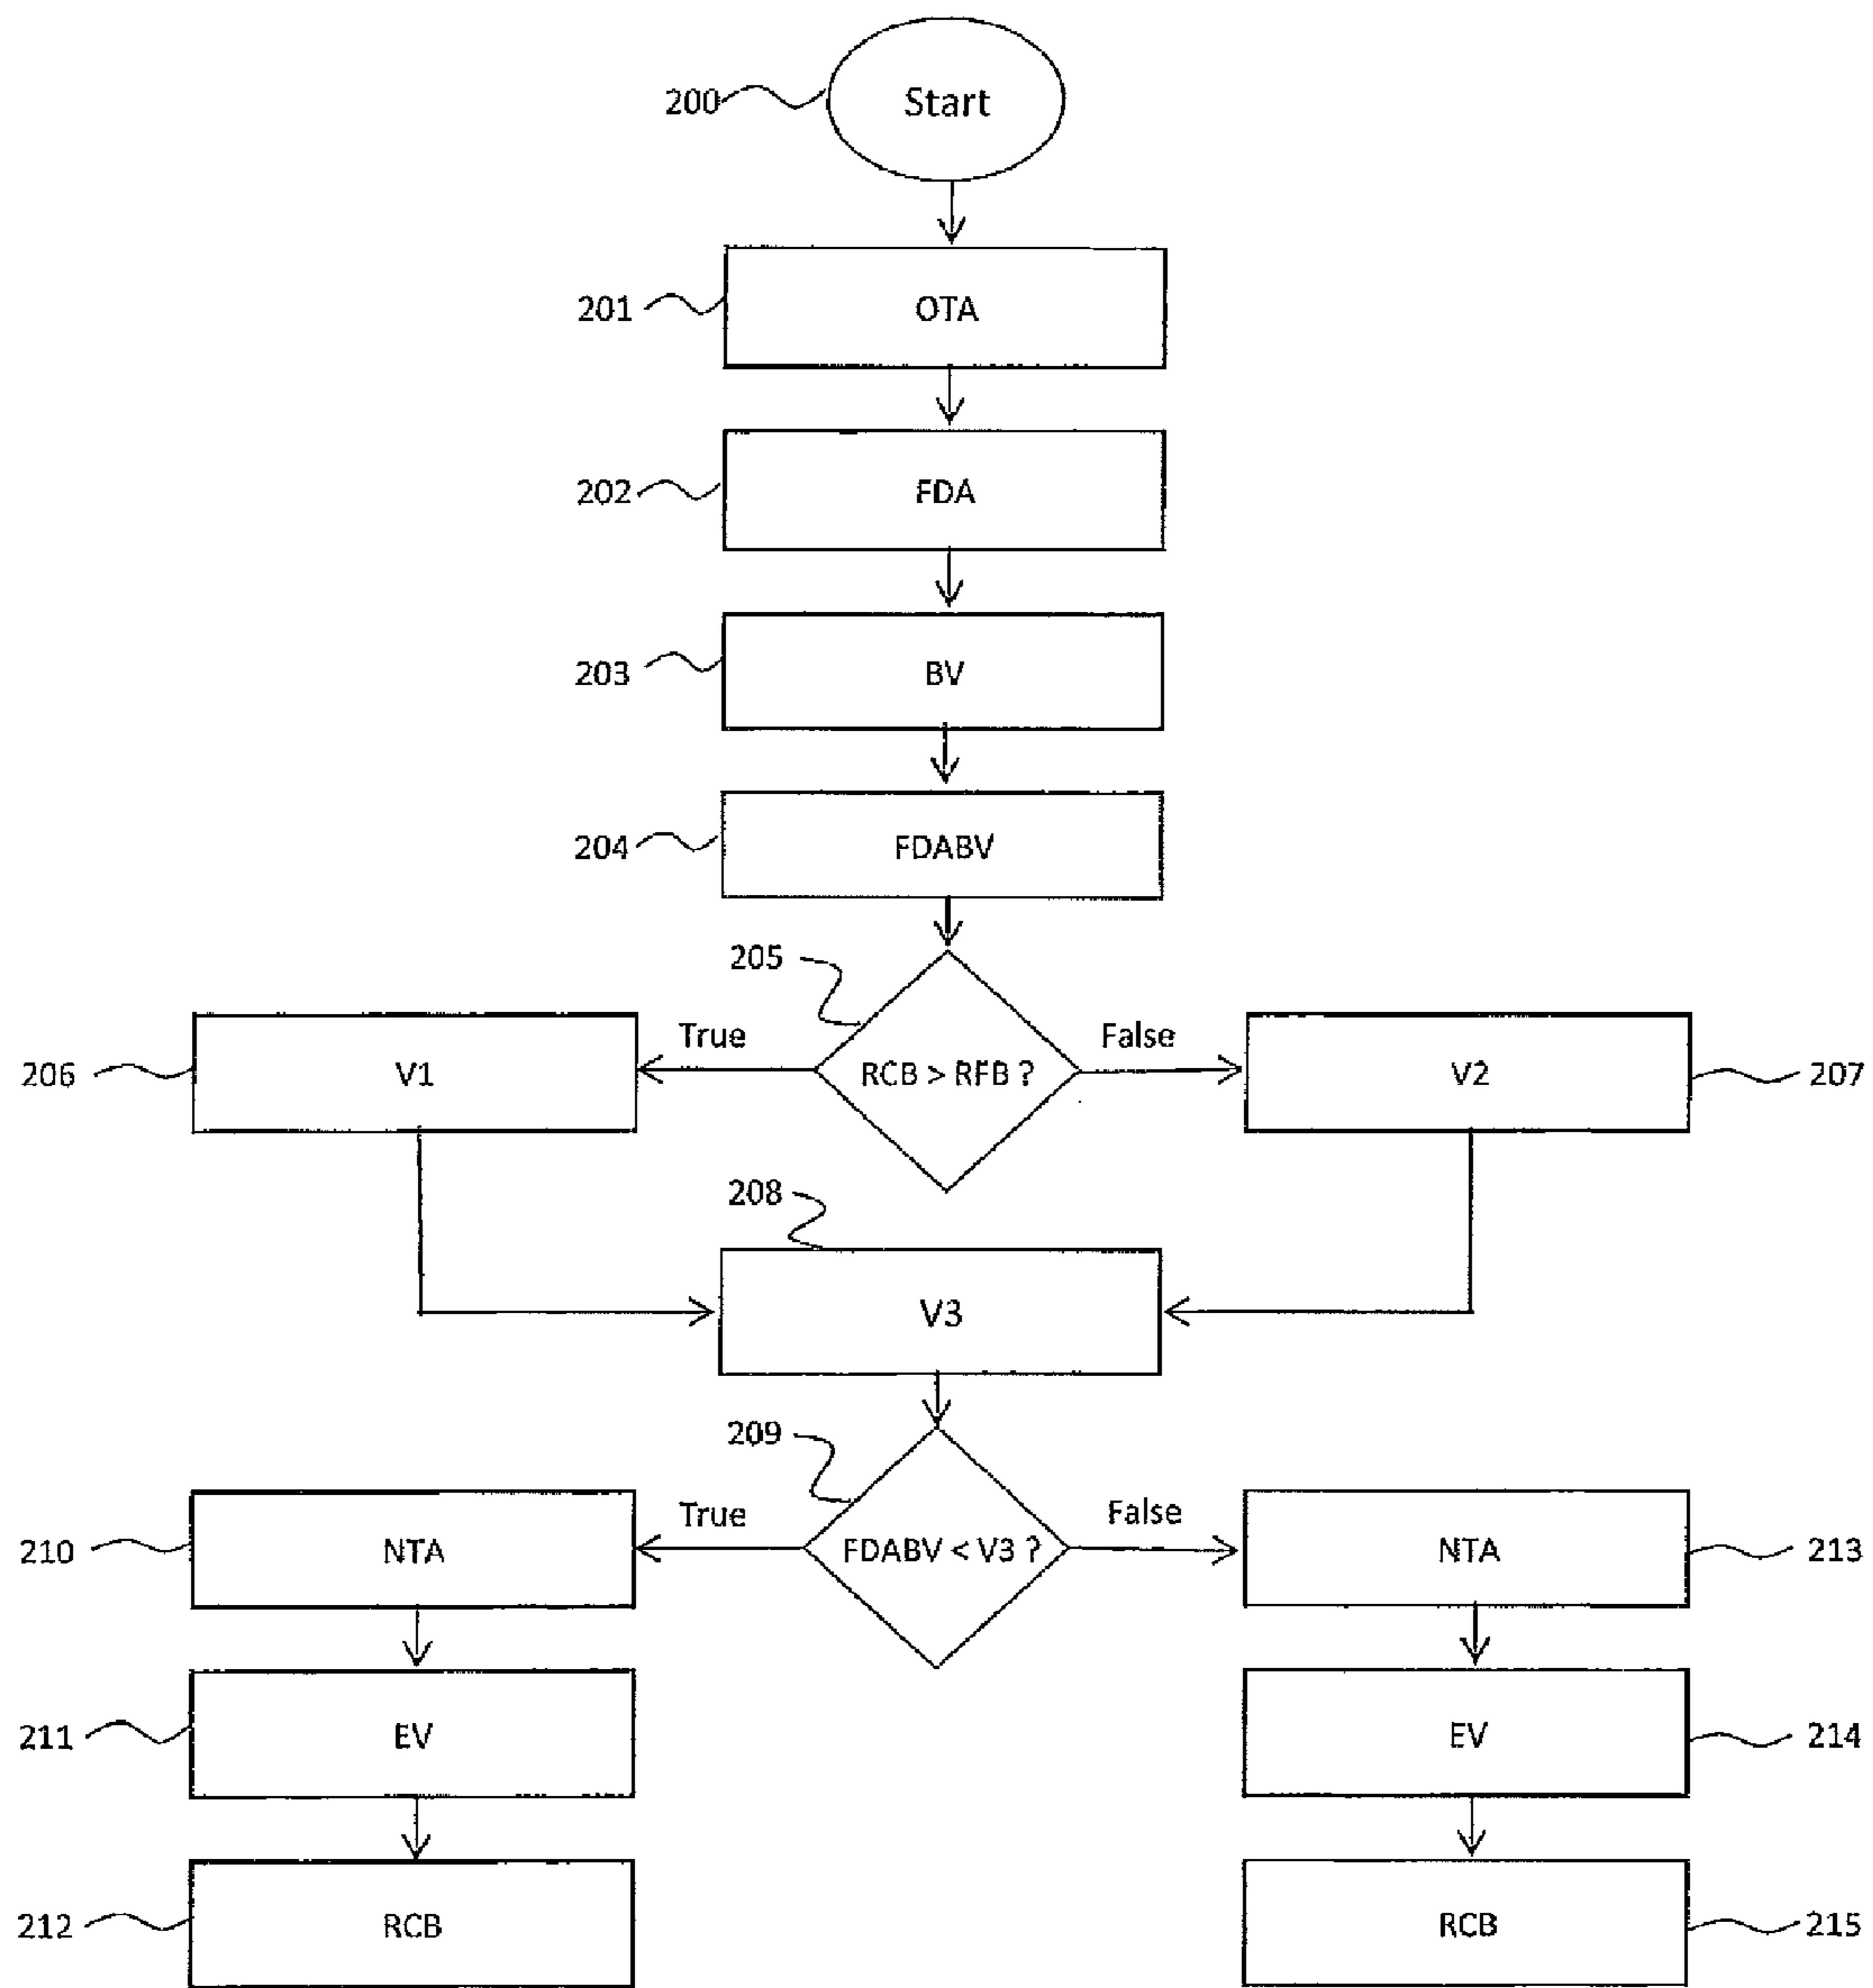 200
Start
201
OTA
202
FDA
203
BV
204
FDABV
205
True
False
206
V1
RCB > RFB ?
V2
207
208
V3
209
True
False
210
NTA
FDABV < V3 ?
NTA
213
211
EV
EV
214
212
RCB
RCB
215